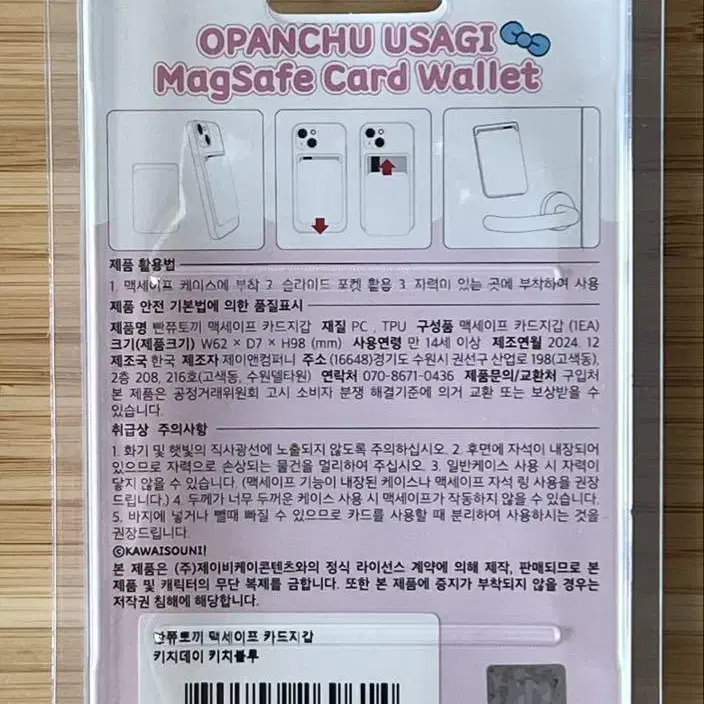 OPANCHU USAGI
MagSafe Card Wallet
제품 활용법
1. 맥세이프 케이스에 부착 2. 슬라이드 포켓 활용 3. 자력이 있는 곳에 부착하여 사용
제품 안전 기본법에 의한 품질표시
제품명 빤쮸토끼 맥세이프 카드지갑 재질 PC , TPU 구성품 맥세이프 카드지갑 (1EA)
크기(제품크기) W62 × D7 × H98 (mm) 사용연령 만 14세 이상 제조연월 2024. 12
제조국 한국 제조자 제이앤컴퍼니 주소 (16648)경기도 수원시 권선구 산업로 198(고색동),
2층 208, 216호(고색동, 수원델타원) 연락처 070-8671-0436 제품문의/교환처 구입처
본 제품은 공정거래위원회 고시 소비자 분쟁 해결기준에 의거 교환 또는 보상받을 수
있습니다.
취급상 주의사항
1. 화기 및 햇빛의 직사광선에 노출되지 않도록 주의하십시오. 2. 후면에 자석이 내장되어
있으므로 자력으로 손상되는 물건을 멀리하여 주십시오. 3. 일반케이스 사용 시 자력이
닿지 않을 수 있습니다. (맥세이프 기능이 내장된 케이스나 맥세이프 자석 링 사용을 권장
드립니다.) 4. 두께가 너무 두꺼운 케이스 사용 시 맥세이프가 작동하지 않을 수 있습니다.
5. 바지에 넣거나 뺄때 빠질 수 있으므로 카드를 사용할 때 분리하여 사용하시는 것을
권장드립니다.
©KAWAISOUNI!
본 제품은 (주)제이비케이콘텐츠와의 정식 라이선스 계약에 의해 제작, 판매되므로 본
제품 및 캐릭터의 무단 복제를 금합니다. 또한 본 제품에 증지가 부착되지 않을 경우는
저작권 침해에 해당합니다.
빤쮸토끼 맥세이프 카드지갑
키치데이 키치블루